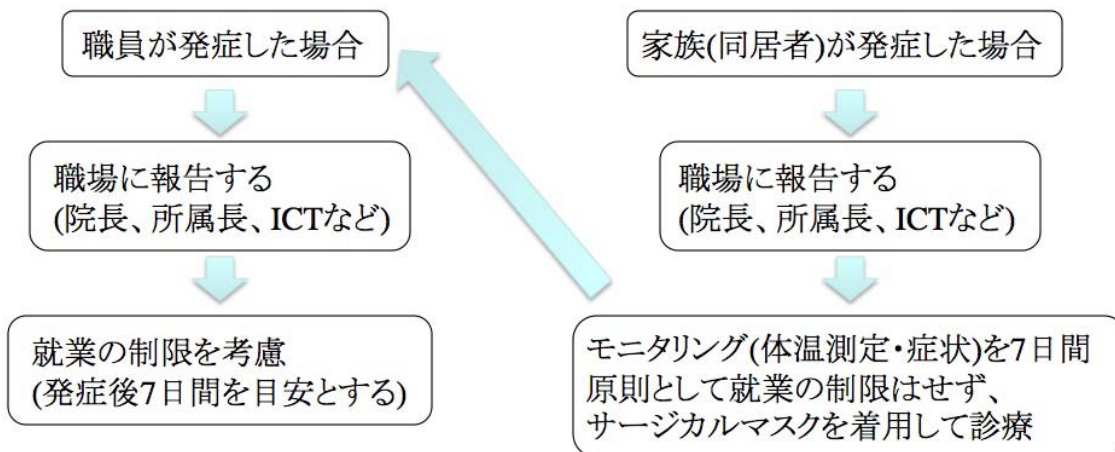 職員が発症した場合
職場に報告する
(院長、所属長、ICTなど)
就業の制限を考慮
(発症後7日間を目安とする)
家族(同居者)が発症した場合
職場に報告する
(院長、所属長、ICTなど)
モニタリング(体温測定・症状)を7日間
原則として就業の制限はせず、
サージカルマスクを着用して診療